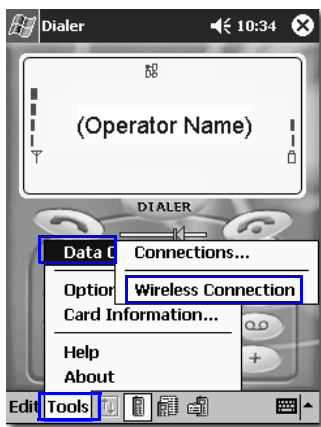 Dialer 10:34
(Operator Name)
DIALER
Data C
Connections...
Wireless Connection
Option
Card Information...
Help
About
Edit Tools